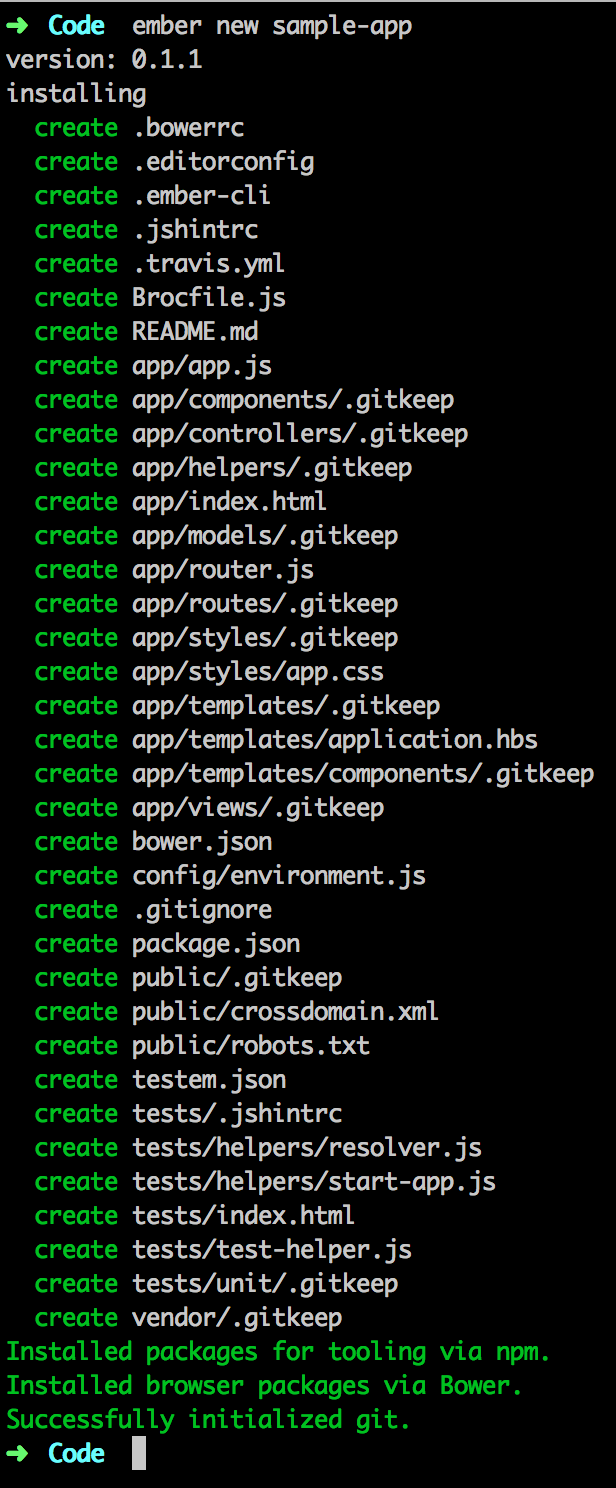 ➜  Code  ember new sample-app
version: 0.1.1
installing
  create .bowerrc
  create .editorconfig
  create .ember-cli
  create .jshintrc
  create .travis.yml
  create Brocfile.js
  create README.md
  create app/app.js
  create app/components/.gitkeep
  create app/controllers/.gitkeep
  create app/helpers/.gitkeep
  create app/index.html
  create app/models/.gitkeep
  create app/router.js
  create app/routes/.gitkeep
  create app/styles/.gitkeep
  create app/styles/app.css
  create app/templates/.gitkeep
  create app/templates/application.hbs
  create app/templates/components/.gitkeep
  create app/views/.gitkeep
  create bower.json
  create config/environment.js
  create .gitignore
  create package.json
  create public/.gitkeep
  create public/crossdomain.xml
  create public/robots.txt
  create testem.json
  create tests/.jshintrc
  create tests/helpers/resolver.js
  create tests/helpers/start-app.js
  create tests/index.html
  create tests/test-helper.js
  create tests/unit/.gitkeep
  create vendor/.gitkeep
Installed packages for tooling via npm.
Installed browser packages via Bower.
Successfully initialized git.
➜  Code